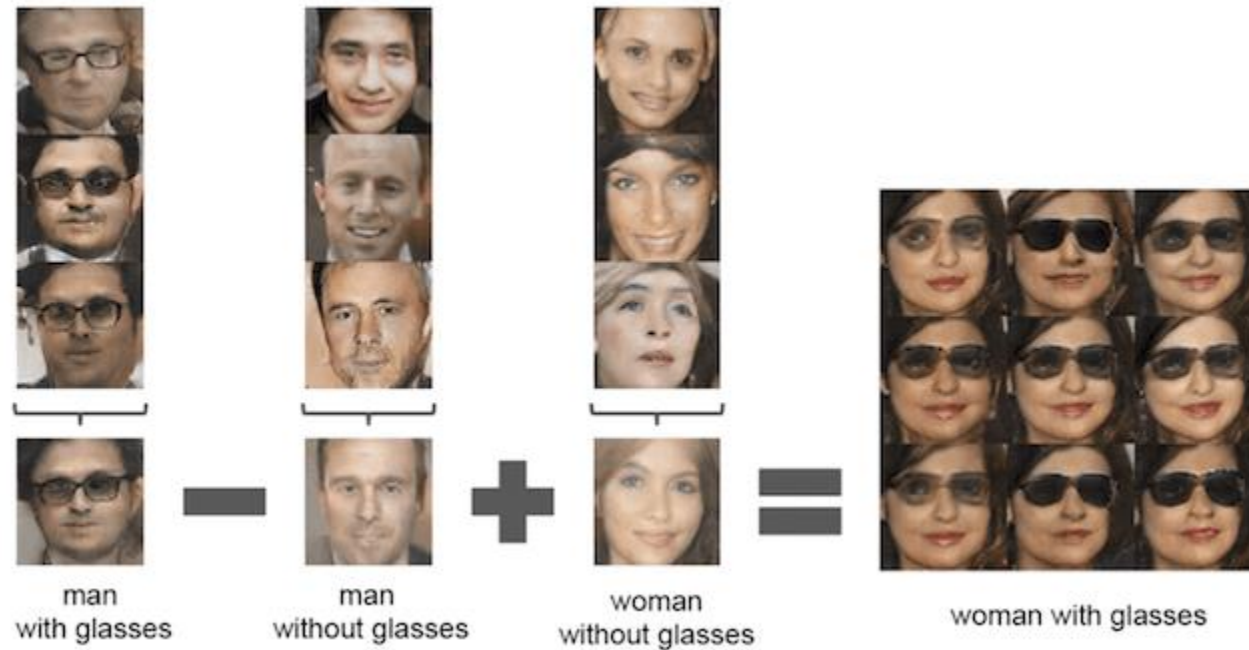 man
with glasses
man
without glasses
woman
without glasses
woman with glasses